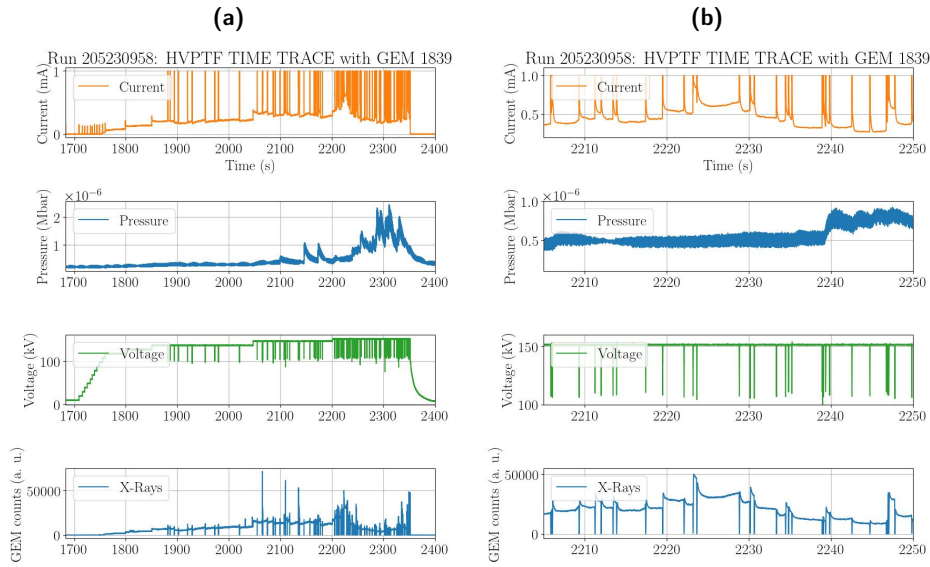 (a)
Run 205230958: HVPTF TIME TRACE with GEM 1839
Current (mA)
1
0
Current
1700 1800 1900 2000 2100 2200 2300 2400
Time (s)
×10⁻⁶
Pressure (Mbar)
2
1
Pressure
1700 1800 1900 2000 2100 2200 2300 2400
Voltage (kV)
100
0
Voltage
1700 1800 1900 2000 2100 2200 2300 2400
GEM counts (a. u.)
50000
0
X-Rays
1700 1800 1900 2000 2100 2200 2300 2400
(b)
Run 205230958: HVPTF TIME TRACE with GEM 1839
Current (mA)
1.0
0.5
Current
2210 2220 2230 2240 2250
Time (s)
×10⁻⁶
Pressure (Mbar)
1.0
0.5
Pressure
2210 2220 2230 2240 2250
Voltage (kV)
150
100
Voltage
2210 2220 2230 2240 2250
GEM counts (a. u.)
50000
0
X-Rays
2210 2220 2230 2240 2250